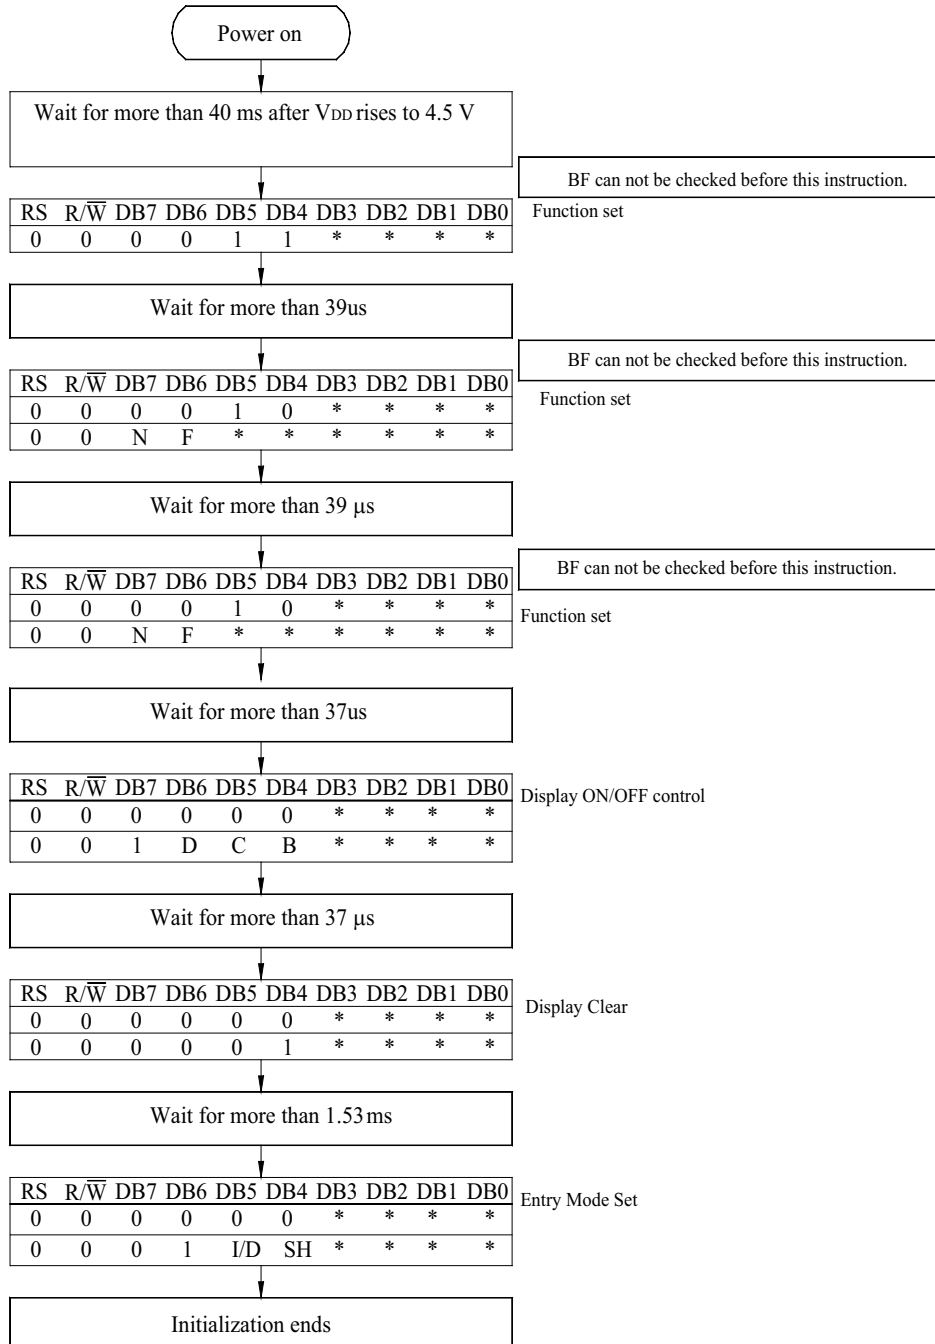 Power on
Wait for more than 40 ms after VDD rises to 4.5 V
BF can not be checked before this instruction.
RS R/W̅ DB7 DB6 DB5 DB4 DB3 DB2 DB1 DB0
Function set
0 0 0 0 1 1 * * * *
Wait for more than 39us
BF can not be checked before this instruction.
RS R/W̅ DB7 DB6 DB5 DB4 DB3 DB2 DB1 DB0
Function set
0 0 0 0 1 0 * * * *
0 0 N F * * * * * *
Wait for more than 39 µs
BF can not be checked before this instruction.
RS R/W̅ DB7 DB6 DB5 DB4 DB3 DB2 DB1 DB0
0 0 0 0 1 0 * * * *
Function set
0 0 N F * * * * * *
Wait for more than 37us
RS R/W̅ DB7 DB6 DB5 DB4 DB3 DB2 DB1 DB0
Display ON/OFF control
0 0 0 0 0 0 * * * *
0 0 1 D C B * * * *
Wait for more than 37 µs
RS R/W̅ DB7 DB6 DB5 DB4 DB3 DB2 DB1 DB0
Display Clear
0 0 0 0 0 0 * * * *
0 0 0 0 0 1 * * * *
Wait for more than 1.53ms
RS R/W̅ DB7 DB6 DB5 DB4 DB3 DB2 DB1 DB0
Entry Mode Set
0 0 0 0 0 0 * * * *
0 0 0 1 I/D SH * * * *
Initialization ends